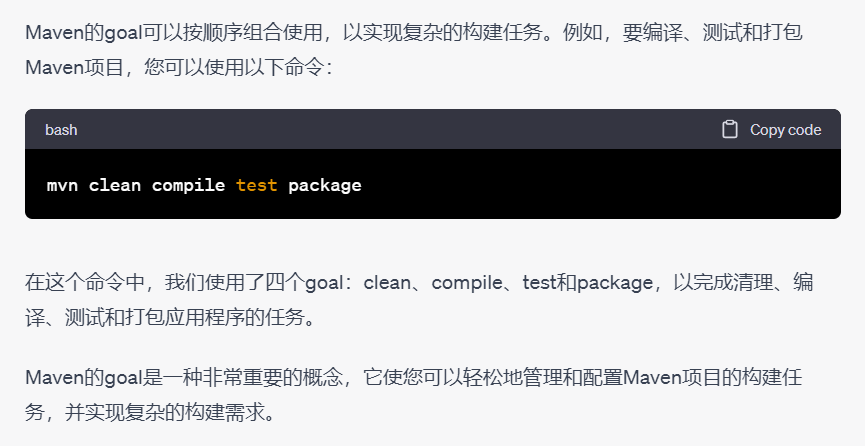 Maven的goal可以按顺序组合使用，以实现复杂的构建任务。例如，要编译、测试和打包
Maven项目，您可以使用以下命令：
bash
Copy code
mvn clean compile test package
在这个命令中，我们使用了四个goal：clean、compile、test和package，以完成清理、编
译、测试和打包应用程序的任务。
Maven的goal是一种非常重要的概念，它使您可以轻松地管理和配置Maven项目的构建任
务，并实现复杂的构建需求。